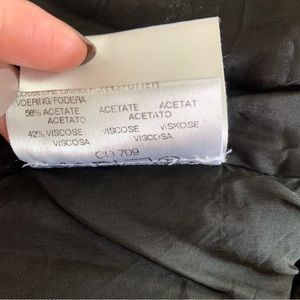 VOERING/FODERA
58% ACETATE ACETATE ACETAT
ACETATO ACETATO
42% VISCOSE VISCOSE VISKOSE
VISCOSA VISCOSA
CO 709